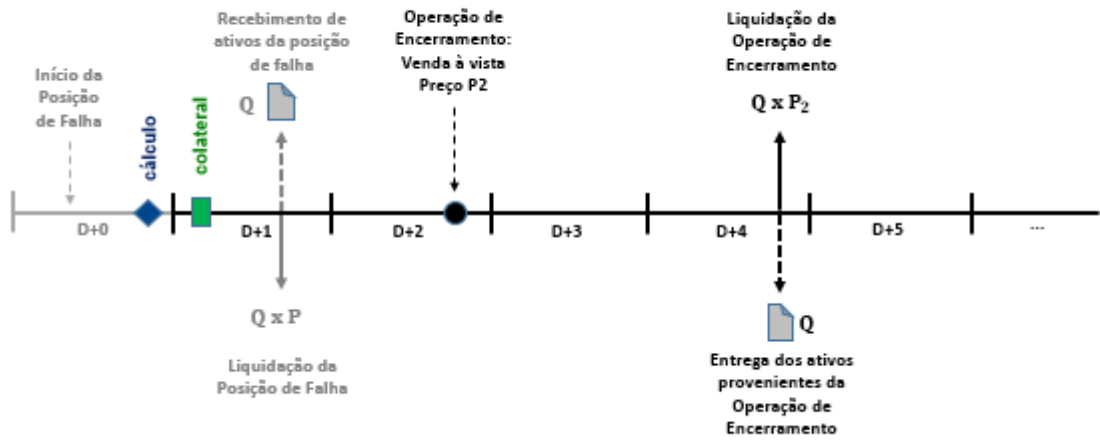 Início da
Posição
de Falha
cálculo
colateral
Recebimento de
ativos da posição
de falha
Q
Operação de
Encerramento:
Venda à vista
Preço P2
Liquidação da
Operação de
Encerramento
Q x P₂
D+0
D+1
D+2
D+3
D+4
D+5
...
Q x P
Liquidação da
Posição de Falha
Q
Entrega dos ativos
provenientes da
Operação de
Encerramento